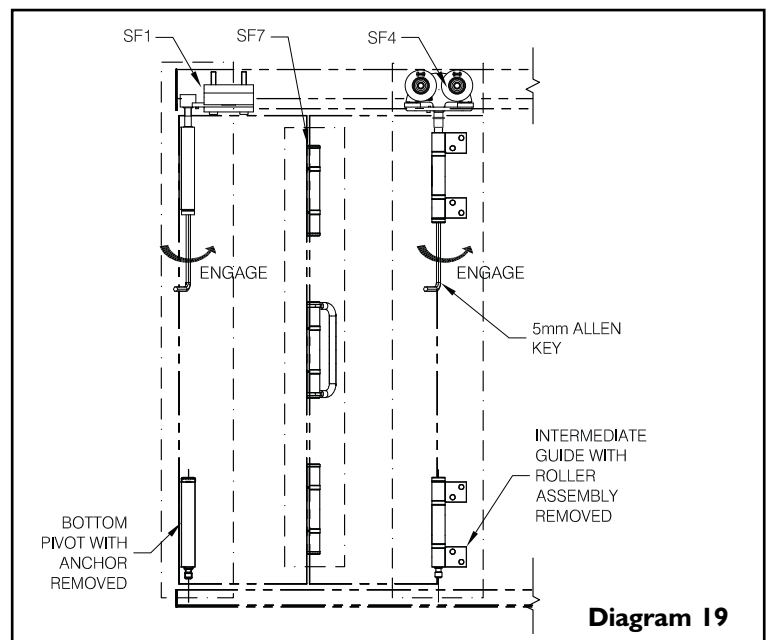 SF1
SF7
SF4
ENGAGE
ENGAGE
5mm ALLEN
KEY
INTERMEDIATE
GUIDE WITH
ROLLER
ASSEMBLY
REMOVED
BOTTOM
PIVOT WITH
ANCHOR
REMOVED
Diagram 19